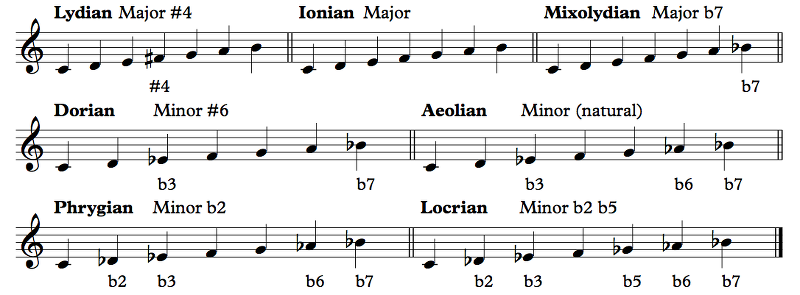 Lydian Major #4 Ionian Major Mixolydian Major b7
#4 b7
Dorian Minor #6 Aeolian Minor (natural)
b3 b7 b3 b6 b7
Phrygian Minor b2 Locrian Minor b2 b5
b2 b3 b6 b7 b2 b3 b5 b6 b7